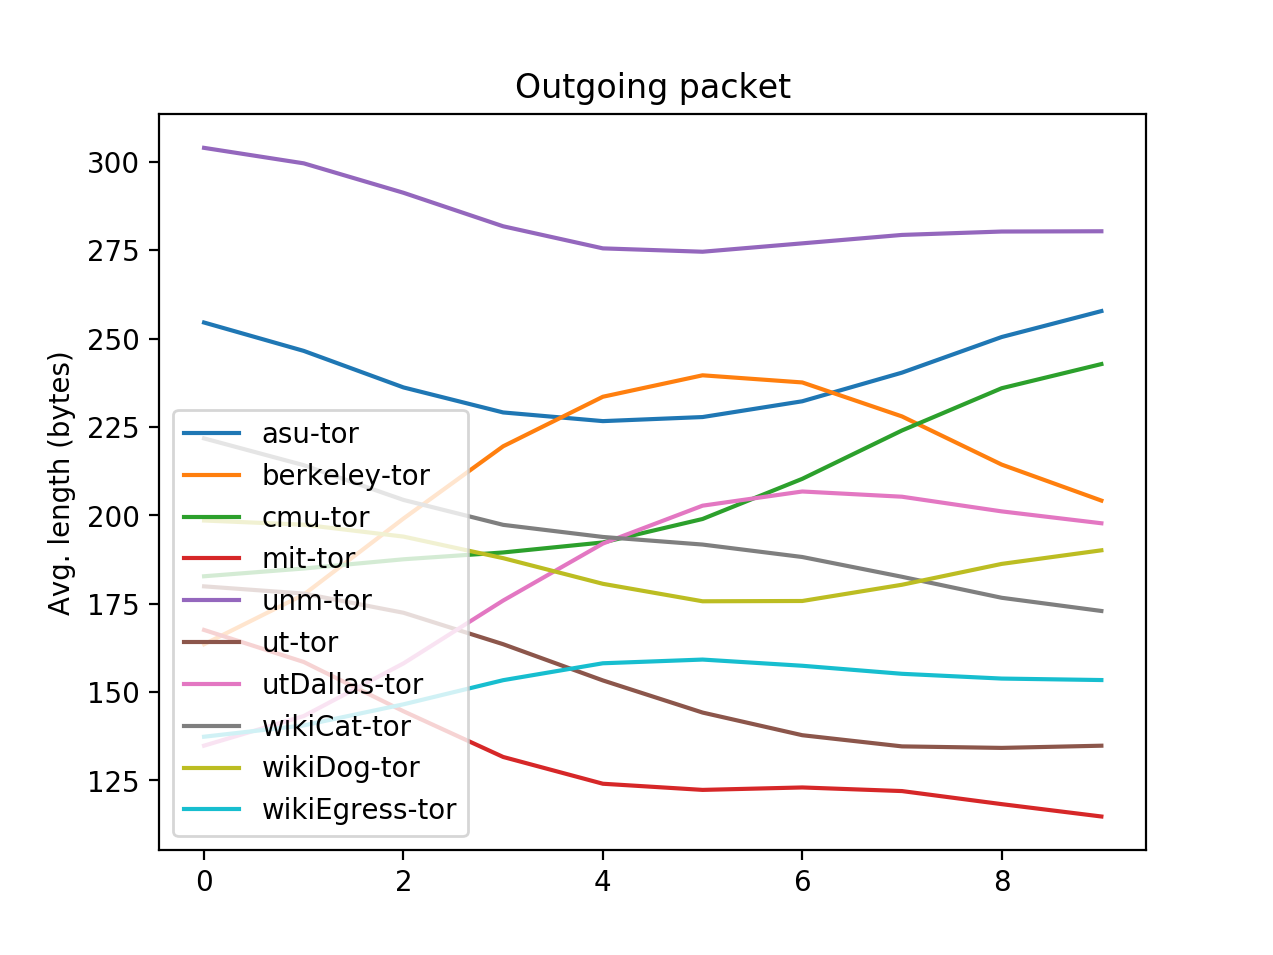 Outgoing packet
Avg. length (bytes)
300
275
250
225
200
175
150
125
asu-tor
berkeley-tor
cmu-tor
mit-tor
unm-tor
ut-tor
utDallas-tor
wikiCat-tor
wikiDog-tor
wikiEgress-tor
0 2 4 6 8